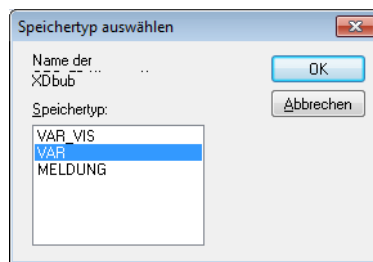 Speichertyp auswählen
Name der
XDbub
OK
Speichertyp:
Abbrechen
VAR_VIS
VAR
MELDUNG